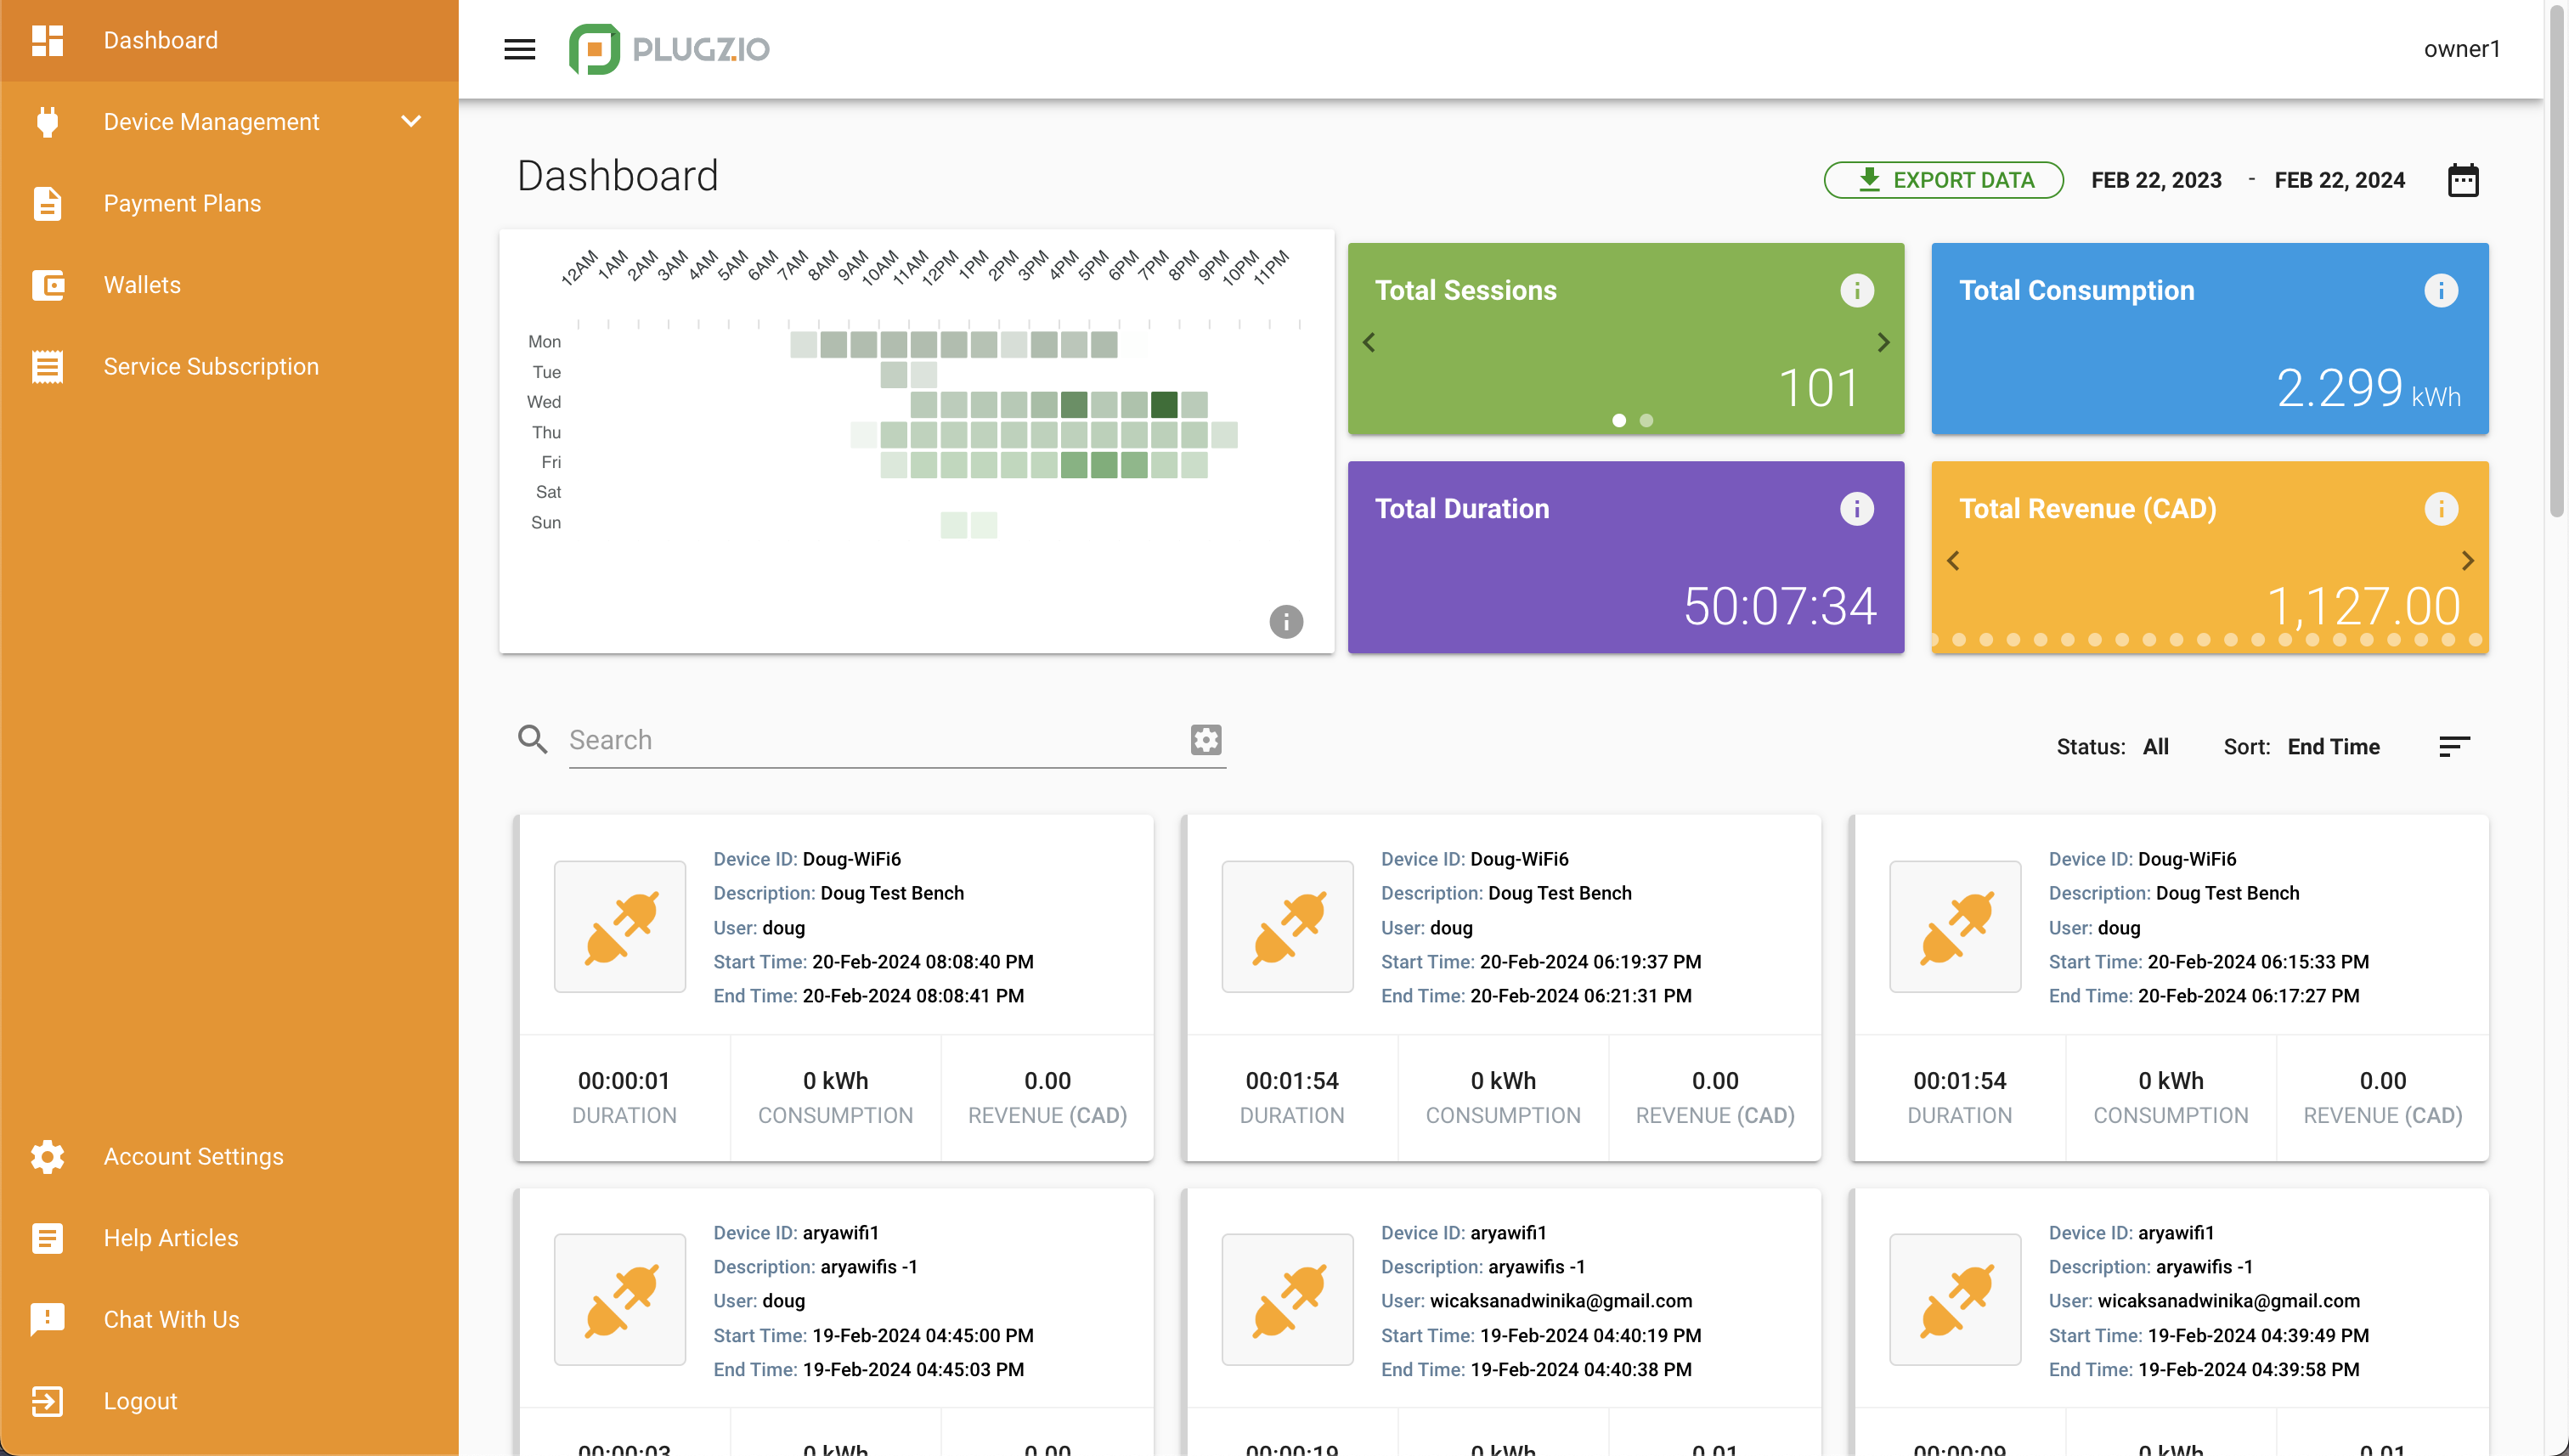 Dashboard
Device Management
Payment Plans
Wallets
Service Subscription
Account Settings
Help Articles
Chat With Us
Logout
PLUGZIO
owner1
Dashboard
EXPORT DATA
FEB 22, 2023 - FEB 22, 2024
12AM 1AM 2AM 3AM 4AM 5AM 6AM 7AM 8AM 9AM 10AM 11AM 12PM 1PM 2PM 3PM 4PM 5PM 6PM 7PM 8PM 9PM 10PM 11PM
Mon
Tue
Wed
Thu
Fri
Sat
Sun
Total Sessions
101
Total Consumption
2.299 kWh
Total Duration
50:07:34
Total Revenue (CAD)
1,127.00
Search
Status: All Sort: End Time
Device ID: Doug-WiFi6
Description: Doug Test Bench
User: doug
Start Time: 20-Feb-2024 08:08:40 PM
End Time: 20-Feb-2024 08:08:41 PM
00:00:01 0 kWh 0.00
DURATION CONSUMPTION REVENUE (CAD)
Device ID: Doug-WiFi6
Description: Doug Test Bench
User: doug
Start Time: 20-Feb-2024 06:19:37 PM
End Time: 20-Feb-2024 06:21:31 PM
00:01:54 0 kWh 0.00
DURATION CONSUMPTION REVENUE (CAD)
Device ID: Doug-WiFi6
Description: Doug Test Bench
User: doug
Start Time: 20-Feb-2024 06:15:33 PM
End Time: 20-Feb-2024 06:17:27 PM
00:01:54 0 kWh 0.00
DURATION CONSUMPTION REVENUE (CAD)
Device ID: aryawifi1
Description: aryawifis -1
User: doug
Start Time: 19-Feb-2024 04:45:00 PM
End Time: 19-Feb-2024 04:45:03 PM
00:00:03 0 kWh 0.00
Device ID: aryawifi1
Description: aryawifis -1
User: wicaksanadwinika@gmail.com
Start Time: 19-Feb-2024 04:40:19 PM
End Time: 19-Feb-2024 04:40:38 PM
00:00:19 0 kWh 0.01
Device ID: aryawifi1
Description: aryawifis -1
User: wicaksanadwinika@gmail.com
Start Time: 19-Feb-2024 04:39:49 PM
End Time: 19-Feb-2024 04:39:58 PM
00:00:09 0 kWh 0.01